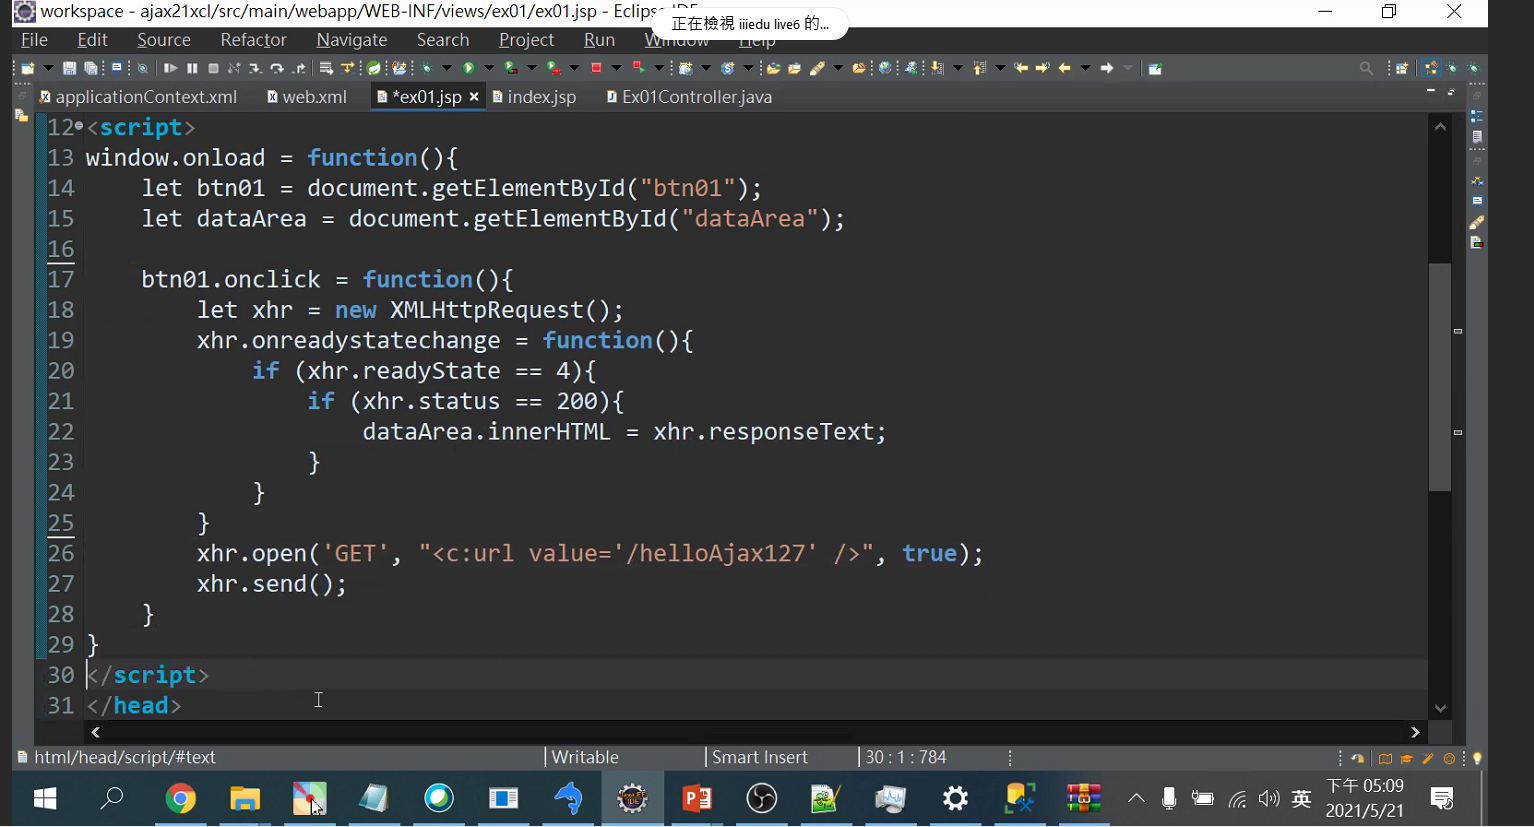 workspace - ajax21xcl/src/main/webapp/WEB-INF/views/ex01/ex01.jsp - Eclipse IDE
正在檢視 iiiedu live6 的...
File Edit Source Refactor Navigate Search Project Run Window Help
applicationContext.xml web.xml *ex01.jsp index.jsp Ex01Controller.java
12 <script>
13 window.onload = function(){
14     let btn01 = document.getElementById("btn01");
15     let dataArea = document.getElementById("dataArea");
16
17     btn01.onclick = function(){
18         let xhr = new XMLHttpRequest();
19         xhr.onreadystatechange = function(){
20             if (xhr.readyState == 4){
21                 if (xhr.status == 200){
22                     dataArea.innerHTML = xhr.responseText;
23                 }
24             }
25         }
26         xhr.open('GET', "<c:url value='/helloAjax127' />", true);
27         xhr.send();
28     }
29 }
30 </script>
31 </head>
html/head/script/#text Writable Smart Insert 30 : 1 : 784
英 下午 05:09
2021/5/21